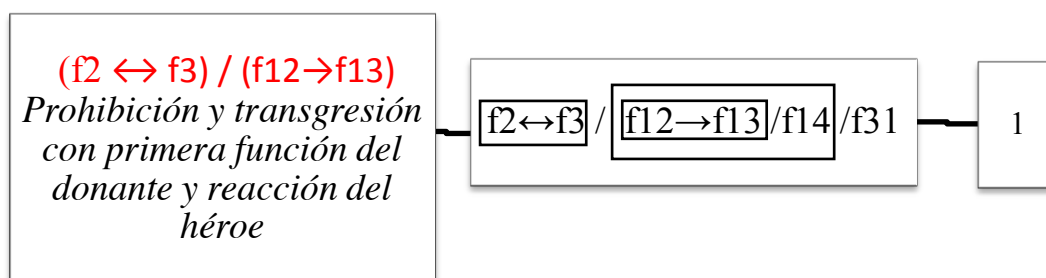 (f2 ↔ f3) / (f12→f13)
Prohibición y transgresión
con primera función del
donante y reacción del
héroe
f2↔f3 / f12→f13/f14/f31
1